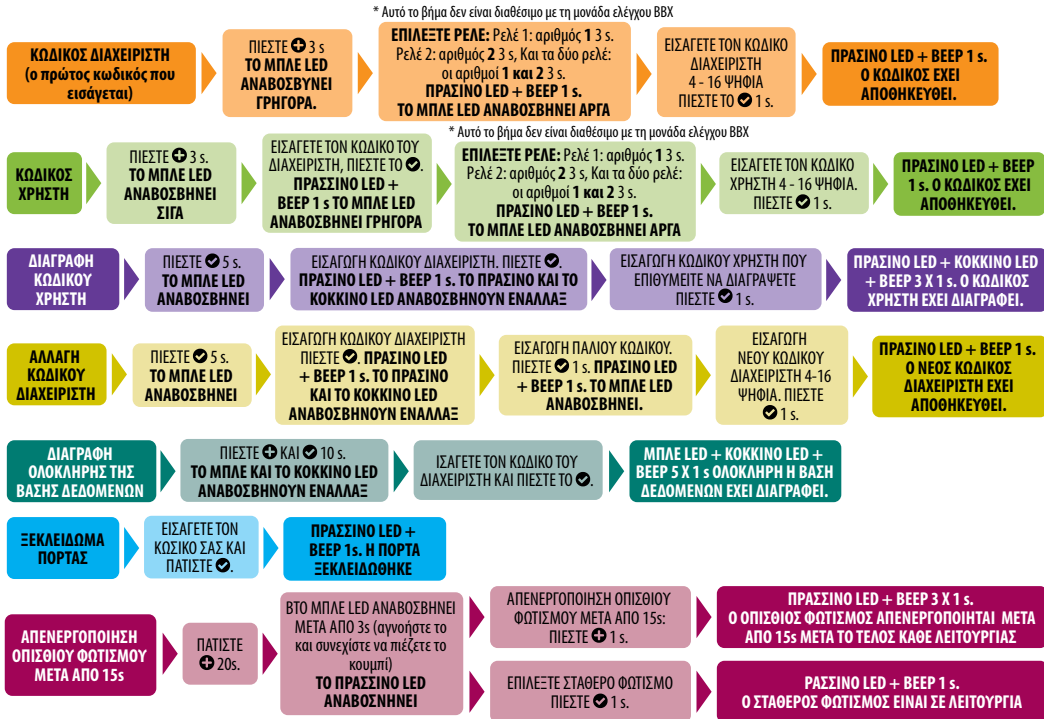 * Αυτό το βήμα δεν είναι διαθέσιμο με τη μονάδα ελέγχου BBX
ΚΩΔΙΚΟΣ ΔΙΑΧΕΙΡΙΣΤΗ
(ο πρώτος κωδικός που
εισάγεται)
ΠΙΕΣΤΕ ➕ 3 s
ΤΟ ΜΠΛΕ LED
ΑΝΑΒΟΣΒΥΝΕΙ
ΓΡΗΓΟΡΑ.
ΕΠΙΛΕΞΤΕ ΡΕΛΕ: Ρελέ 1: αριθμός 1 3 s.
Ρελέ 2: αριθμός 2 3 s, Και τα δύο ρελέ:
οι αριθμοί 1 και 2 3 s.
ΠΡΑΣΙΝΟ LED + BEEP 1 s.
ΤΟ ΜΠΛΕ LED ΑΝΑΒΟΣΒΗΝΕΙ ΑΡΓΑ
ΕΙΣΑΓΕΤΕ ΤΟΝ ΚΩΔΙΚΟ
ΔΙΑΧΕΙΡΙΣΤΗ
4 - 16 ΨΗΦΙΑ
ΠΙΕΣΤΕ ΤΟ ✔ 1 s.
ΠΡΑΣΙΝΟ LED + BEEP 1 s.
Ο ΚΩΔΙΚΟΣ ΕΧΕΙ
ΑΠΟΘΗΚΕΥΘΕΙ.
* Αυτό το βήμα δεν είναι διαθέσιμο με τη μονάδα ελέγχου BBX
ΚΩΔΙΚΟΣ
ΧΡΗΣΤΗ
ΠΙΕΣΤΕ ➕ 3 s.
ΤΟ ΜΠΛΕ LED
ΑΝΑΒΟΣΒΗΝΕΙ
ΣΙΓΑ
ΕΙΣΑΓΕΤΕ ΤΟΝ ΚΩΔΙΚΟ ΤΟΥ
ΔΙΑΧΕΙΡΙΣΤΗ, ΠΙΕΣΤΕ ΤΟ ✔.
ΠΡΑΣΣΙΝΟ LED +
BEEP 1 s ΤΟ ΜΠΛΕ LED
ΑΝΑΒΟΣΒΗΝΕΙ ΓΡΗΓΟΡΑ
ΕΠΙΛΕΞΤΕ ΡΕΛΕ: Ρελέ 1: αριθμός 1 3 s.
Ρελέ 2: αριθμός 2 3 s, Και τα δύο ρελέ:
οι αριθμοί 1 και 2 3 s.
ΠΡΑΣΙΝΟ LED + BEEP 1 s.
ΤΟ ΜΠΛΕ LED ΑΝΑΒΟΣΒΗΝΕΙ ΑΡΓΑ
ΕΙΣΑΓΕΤΕ ΤΟΝ ΚΩΔΙΚΟ
ΧΡΗΣΤΗ 4 - 16 ΨΗΦΙΑ.
ΠΙΕΣΤΕ ✔ 1 s.
ΠΡΑΣΙΝΟ LED + BEEP
1 s. Ο ΚΩΔΙΚΟΣ ΕΧΕΙ
ΑΠΟΘΗΚΕΥΘΕΙ.
ΔΙΑΓΡΑΦΗ
ΚΩΔΙΚΟΥ
ΧΡΗΣΤΗ
ΠΙΕΣΤΕ ✔ 5 s.
ΤΟ ΜΠΛΕ LED
ΑΝΑΒΟΣΒΗΝΕΙ
ΕΙΣΑΓΩΓΗ ΚΩΔΙΚΟΥ ΔΙΑΧΕΙΡΙΣΤΗ. ΠΙΕΣΤΕ ✔.
ΠΡΑΣΙΝΟ LED + BEEP 1 s. ΤΟ ΠΡΑΣΙΝΟ ΚΑΙ ΤΟ
ΚΟΚΚΙΝΟ LED ΑΝΑΒΟΣΒΗΝΟΥΝ ΕΝΑΛΛΑΞ
ΕΙΣΑΓΩΓΗ ΚΩΔΙΚΟΥ ΧΡΗΣΤΗ ΠΟΥ
ΕΠΙΘΥΜΕΙΤΕ ΝΑ ΔΙΑΓΡΑΨΕΤΕ
ΠΙΕΣΤΕ ✔ 1 s.
ΠΡΑΣΙΝΟ LED + ΚΟΚΚΙΝΟ LED
+ BEEP 3 X 1 s. Ο ΚΩΔΙΚΟΣ
ΧΡΗΣΤΗ ΕΧΕΙ ΔΙΑΓΡΑΦΕΙ.
ΑΛΛΑΓΗ
ΚΩΔΙΚΟΥ
ΔΙΑΧΕΙΡΙΣΤΗ
ΠΙΕΣΤΕ ✔ 5 s.
ΤΟ ΜΠΛΕ LED
ΑΝΑΒΟΣΒΗΝΕΙ
ΕΙΣΑΓΩΓΗ ΚΩΔΙΚΟΥ ΔΙΑΧΕΙΡΙΣΤΗ
ΠΙΕΣΤΕ ✔. ΠΡΑΣΙΝΟ LED
+ BEEP 1 s. ΤΟ ΠΡΑΣΙΝΟ
ΚΑΙ ΤΟ ΚΟΚΚΙΝΟ LED
ΑΝΑΒΟΣΒΗΝΟΥΝ ΕΝΑΛΛΑΞ
ΕΙΣΑΓΩΓΗ ΠΑΛΙΟΥ ΚΩΔΙΚΟΥ.
ΠΙΕΣΤΕ ✔ 1 s. ΠΡΑΣΙΝΟ LED
+ BEEP 1 s. ΤΟ ΜΠΛΕ LED
ΑΝΑΒΟΣΒΗΝΕΙ.
ΕΙΣΑΓΩΓΗ
ΝΕΟΥ ΚΩΔΙΚΟΥ
ΔΙΑΧΕΙΡΙΣΤΗ 4-16
ΨΗΦΙΑ. ΠΙΕΣΤΕ
✔ 1 s.
ΠΡΑΣΙΝΟ LED + BEEP 1 s.
Ο ΝΕΟΣ ΚΩΔΙΚΟΣ
ΔΙΑΧΕΙΡΙΣΤΗ ΕΧΕΙ
ΑΠΟΘΗΚΕΥΘΕΙ.
ΔΙΑΓΡΑΦΗ
ΟΛΟΚΛΗΡΗΣ ΤΗΣ
ΒΑΣΗΣ ΔΕΔΟΜΕΝΩΝ
ΠΙΕΣΤΕ ➕ ΚΑΙ ✔ 10 s.
ΤΟ ΜΠΛΕ ΚΑΙ ΤΟ ΚΟΚΚΙΝΟ LED
ΑΝΑΒΟΣΒΗΝΟΥΝ ΕΝΑΛΛΑΞ
ΙΣΑΓΕΤΕ ΤΟΝ ΚΩΔΙΚΟ ΤΟΥ
ΔΙΑΧΕΙΡΙΣΤΗ ΚΑΙ ΠΙΕΣΤΕ ΤΟ ✔.
ΜΠΛΕ LED + ΚΟΚΚΙΝΟ LED +
BEEP 5 X 1 s ΟΛΟΚΛΗΡΗ Η ΒΑΣΗ
ΔΕΔΟΜΕΝΩΝ ΕΧΕΙ ΔΙΑΓΡΑΦΕΙ.
ΞΕΚΛΕΙΔΩΜΑ
ΠΟΡΤΑΣ
ΕΙΣΑΓΕΤΕ ΤΟΝ
ΚΩΣΙΚΟ ΣΑΣ ΚΑΙ
ΠΑΤΙΣΤΕ ✔.
ΠΡΑΣΣΙΝΟ LED +
BEEP 1s. Η ΠΟΡΤΑ
ΞΕΚΛΕΙΔΩΘΗΚΕ
ΑΠΕΝΕΡΓΟΠΟΙΗΣΗ
ΟΠΙΣΘΙΟΥ ΦΩΤΙΣΜΟΥ
ΜΕΤΑ ΑΠΟ 15s
ΠΑΤΙΣΤΕ
➕ 20s.
ΒΤΟ ΜΠΛΕ LED ΑΝΑΒΟΣΒΗΝΕΙ
ΜΕΤΑ ΑΠΟ 3s (αγνοήστε το
και συνεχίστε να πιέζετε το
κουμπί)
ΤΟ ΠΡΑΣΣΙΝΟ LED
ΑΝΑΒΟΣΝΗΝΕΙ
ΑΠΕΝΕΡΓΟΠΟΙΗΣΗ ΟΠΙΣΘΙΟΥ
ΦΩΤΙΣΜΟΥ ΜΕΤΑ ΑΠΟ 15s:
ΠΙΕΣΤΕ ➕ 1 s.
ΠΡΑΣΣΙΝΟ LED + BEEP 3 X 1 s.
Ο ΟΠΙΣΘΙΟΣ ΦΩΤΙΣΜΟΣ ΑΠΕΝΕΡΓΟΠΟΙΗΤΑΙ ΜΕΤΑ
ΑΠΟ 15s ΜΕΤΑ ΤΟ ΤΕΛΟΣ ΚΑΘΕ ΛΕΙΤΟΥΡΓΙΑΣ
ΕΠΙΛΕΞΤΕ ΣΤΑΘΕΡΟ ΦΩΤΙΣΜΟ
ΠΙΕΣΤΕ ✔ 1 s.
ΡΑΣΣΙΝΟ LED + BEEP 1 s.
Ο ΣΤΑΘΕΡΟΣ ΦΩΤΙΣΜΟΣ ΕΙΝΑΙ ΣΕ ΛΕΙΤΟΥΡΓΙΑ